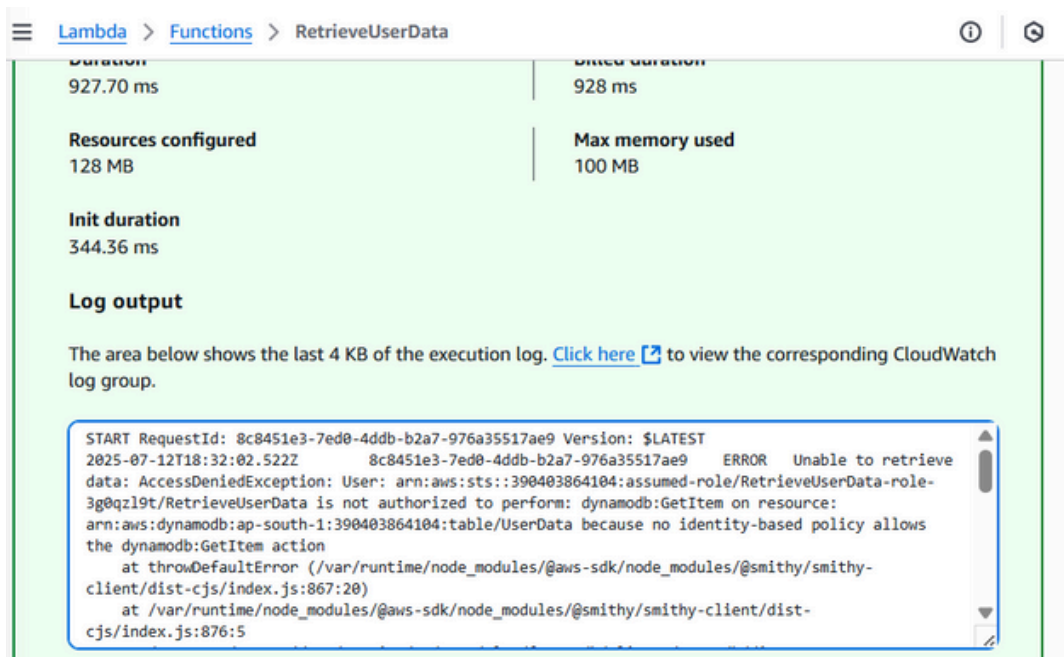 Lambda > Functions > RetrieveUserData
Duration Billed duration
927.70 ms 928 ms
Resources configured Max memory used
128 MB 100 MB
Init duration
344.36 ms
Log output
The area below shows the last 4 KB of the execution log. Click here to view the corresponding CloudWatch
log group.
START RequestId: 8c8451e3-7ed0-4ddb-b2a7-976a35517ae9 Version: $LATEST
2025-07-12T18:32:02.522Z 8c8451e3-7ed0-4ddb-b2a7-976a35517ae9 ERROR Unable to retrieve
data: AccessDeniedException: User: arn:aws:sts::390403864104:assumed-role/RetrieveUserData-role-
3g0qzl9t/RetrieveUserData is not authorized to perform: dynamodb:GetItem on resource:
arn:aws:dynamodb:ap-south-1:390403864104:table/UserData because no identity-based policy allows
the dynamodb:GetItem action
at throwDefaultError (/var/runtime/node_modules/@aws-sdk/node_modules/@smithy/smithy-
client/dist-cjs/index.js:867:20)
at /var/runtime/node_modules/@aws-sdk/node_modules/@smithy/smithy-client/dist-
cjs/index.js:876:5